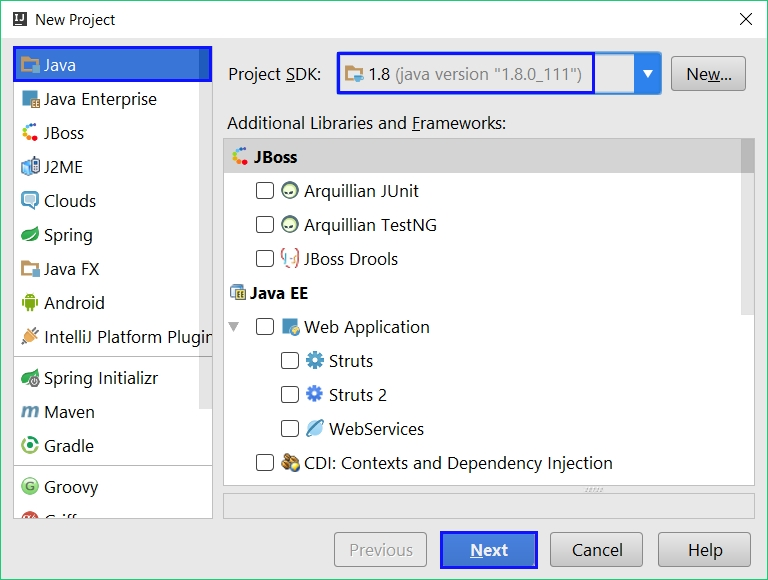 New Project
Java
Java Enterprise
JBoss
J2ME
Clouds
Spring
Java FX
Android
IntelliJ Platform Plugin
Spring Initializr
Maven
Gradle
Groovy
Project SDK:
1.8 (java version "1.8.0_111")
New...
Additional Libraries and Frameworks:
JBoss
Arquillian JUnit
Arquillian TestNG
JBoss Drools
Java EE
Web Application
Struts
Struts 2
WebServices
CDI: Contexts and Dependency Injection
Previous
Next
Cancel
Help